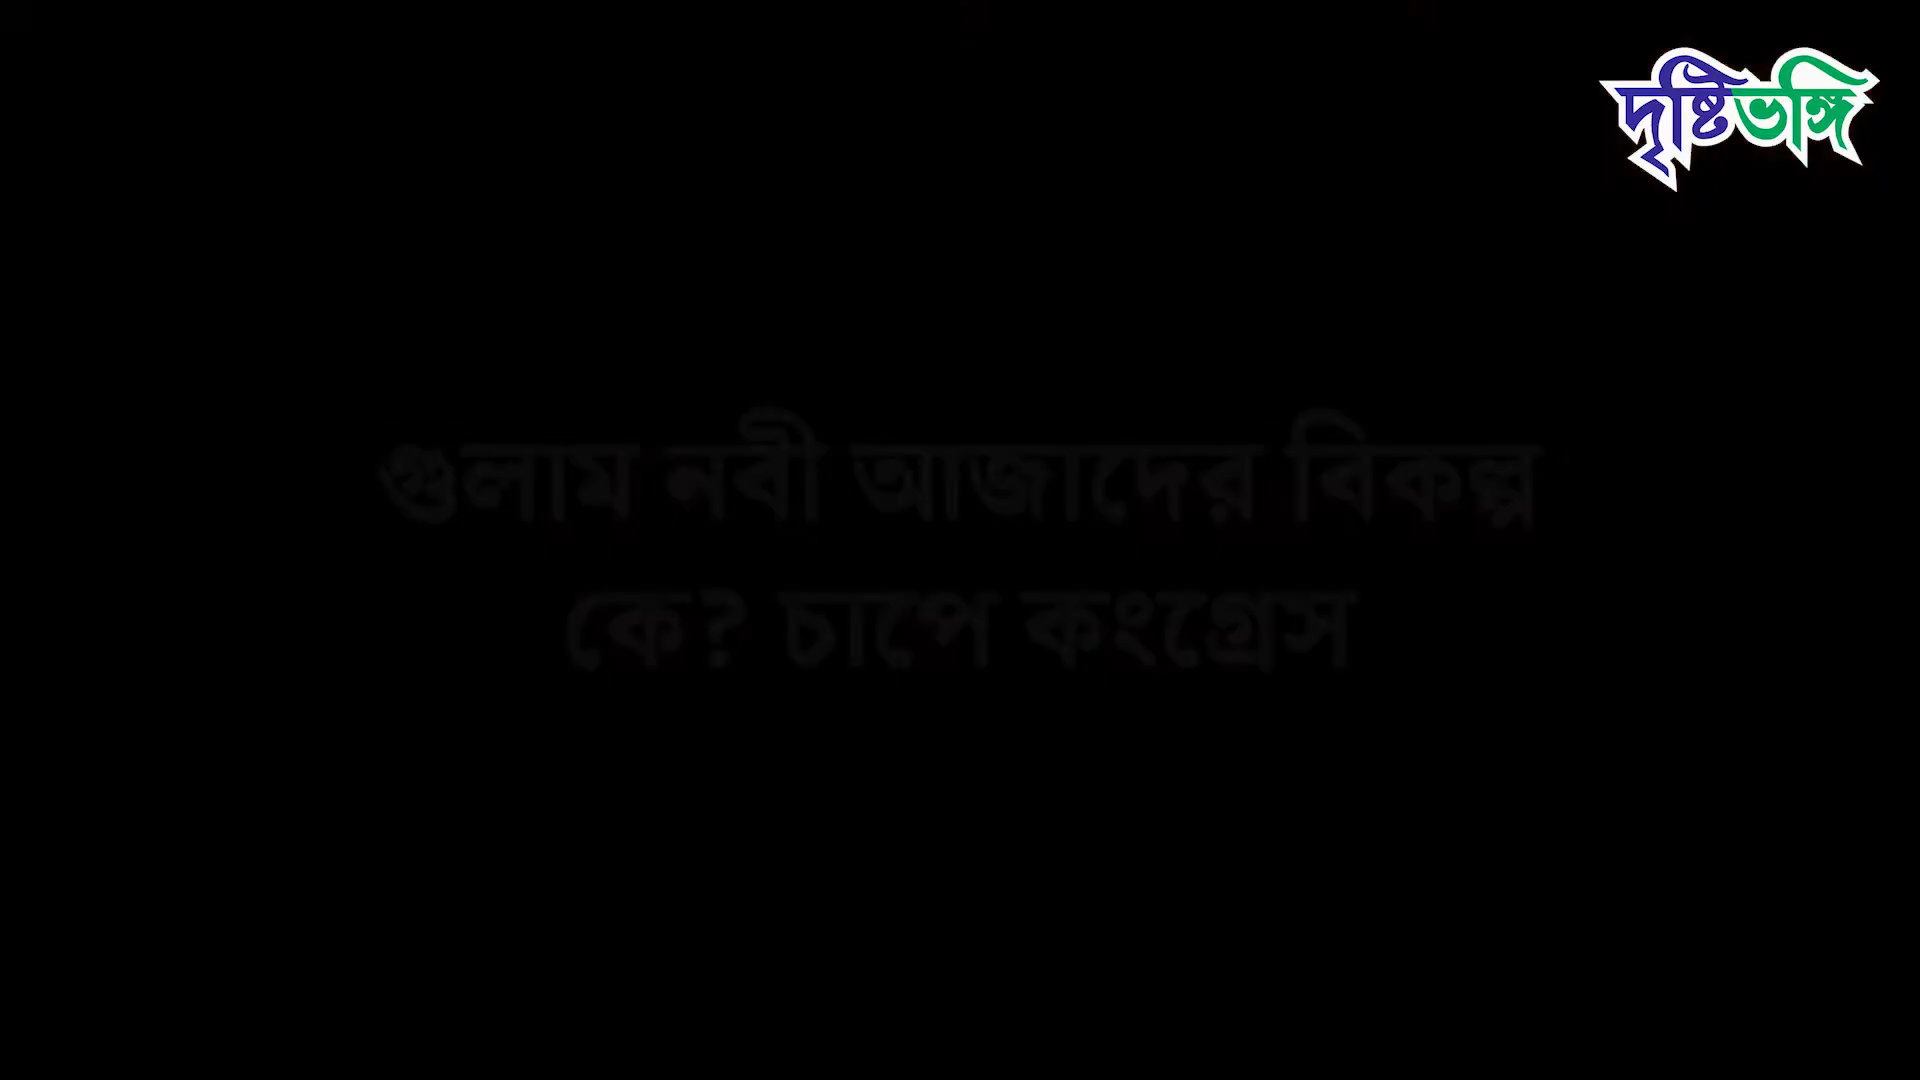 দৃষ্টিভঙ্গি
গুলাম নবী আজাদের বিকল্প
কে? চাপে কংগ্রেস